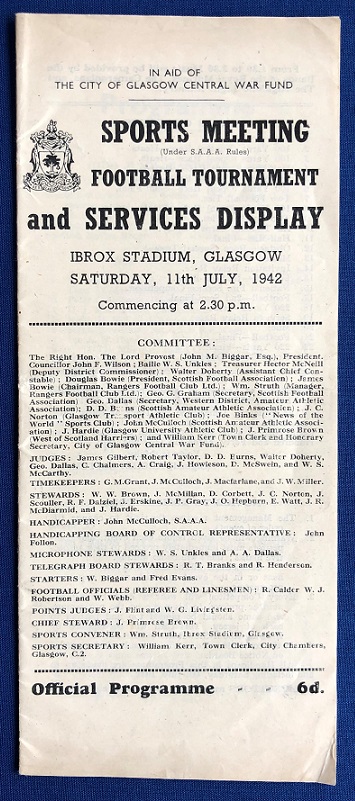 IN AID OF
THE CITY OF GLASGOW CENTRAL WAR FUND
SPORTS MEETING
(Under S.A.A.A. Rules)
FOOTBALL TOURNAMENT
and SERVICES DISPLAY
IBROX STADIUM, GLASGOW
SATURDAY, 11th JULY, 1942
Commencing at 2.30 p.m.
COMMITTEE:
The Right Hon. The Lord Provost (John M. Biggar, Esq.), President,
Councillor John F. Wilson; Bailie W. S. Unkles; Treasurer Hector McNeill
(Deputy District Commissioner); Walter Doherty (Assistant Chief Con-
stable); Douglas Bowie (President, Scottish Football Association); James
Bowie (Chairman, Rangers Football Club Ltd.); Wm. Struth (Manager,
Rangers Football Club Ltd.); Geo. G. Graham (Secretary, Scottish Football
Association) Geo. Dallas (Secretary, Western District, Amateur Athletic
Association); D. D. (Scottish Amateur Athletic Association); J. C.
Norton (Glasgow Athletic Club); Joe Binks ("News of the
World" Sports Club); John McCulloch (Scottish Amateur Athletic Associ-
ation); J. Hardie (Glasgow University Athletic Club); J. Primrose Brown
West of Scotland Harriers; and William Kerr (Town Clerk and Honorary
Secretary, City of Glasgow Central War Fund).
JUDGES: James Gilbert, Robert Taylor, D. D. Walter Doherty,
Geo. Dallas, C. Chalmers, A. Craig, J. Howieson, D. McSwein, and W. S.
McCarthy.
TIMEKEEPERS: G. M. Grant, J. McCulloch, J. Macfarlane, and J. W. Miller.
STEWARDS: W. W. Brown, J. McMillan, D. Corbett, J. C. Norton, J.
Scouller, R. F. Dalziel, J. Erskine, J. P. Gray, J. O. Hepburn, E. Watt, J. R.
McDiarmid, and J. Hardie.
HANDICAPPER: John McCulloch, S.A.A.A.
HANDICAPPING BOARD OF CONTROL REPRESENTATIVE: John
Follon.
MICROPHONE STEWARDS: W. S. Unkles and A. A. Dallas.
TELEGRAPH BOARD STEWARDS: R. T. Branks and R. Henderson.
STARTERS: W. Biggar and Fred Evans.
FOOTBALL OFFICIALS (REFEREE AND LINESMEN): R. Calder W. J.
Robertson and W. Webb.
POINTS JUDGES: J. Flint and W. G. Livingston.
CHIEF STEWARD: J. Primrose Brown.
SPORTS CONVENER: Wm. Struth, Ibrox Stadium, Glasgow.
SPORTS SECRETARY: William Kerr, Town Clerk, City Chambers,
Glasgow, C.2.
Official Programme - - 6d.